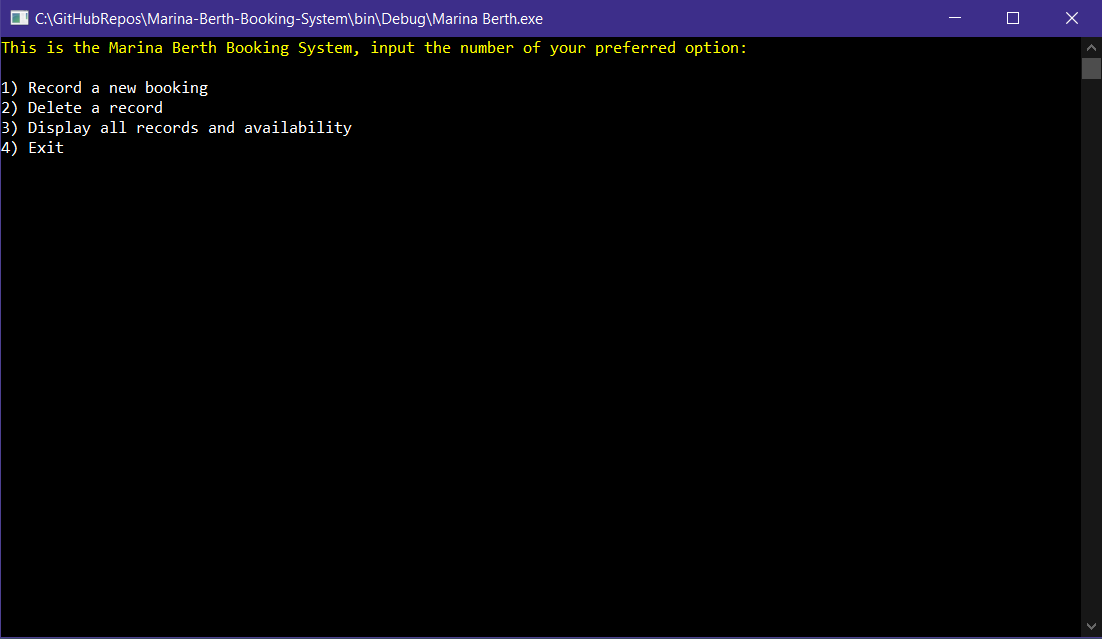 C:\GitHubRepos\Marina-Berth-Booking-System\bin\Debug\Marina Berth.exe
This is the Marina Berth Booking System, input the number of your preferred option:
1) Record a new booking
2) Delete a record
3) Display all records and availability
4) Exit